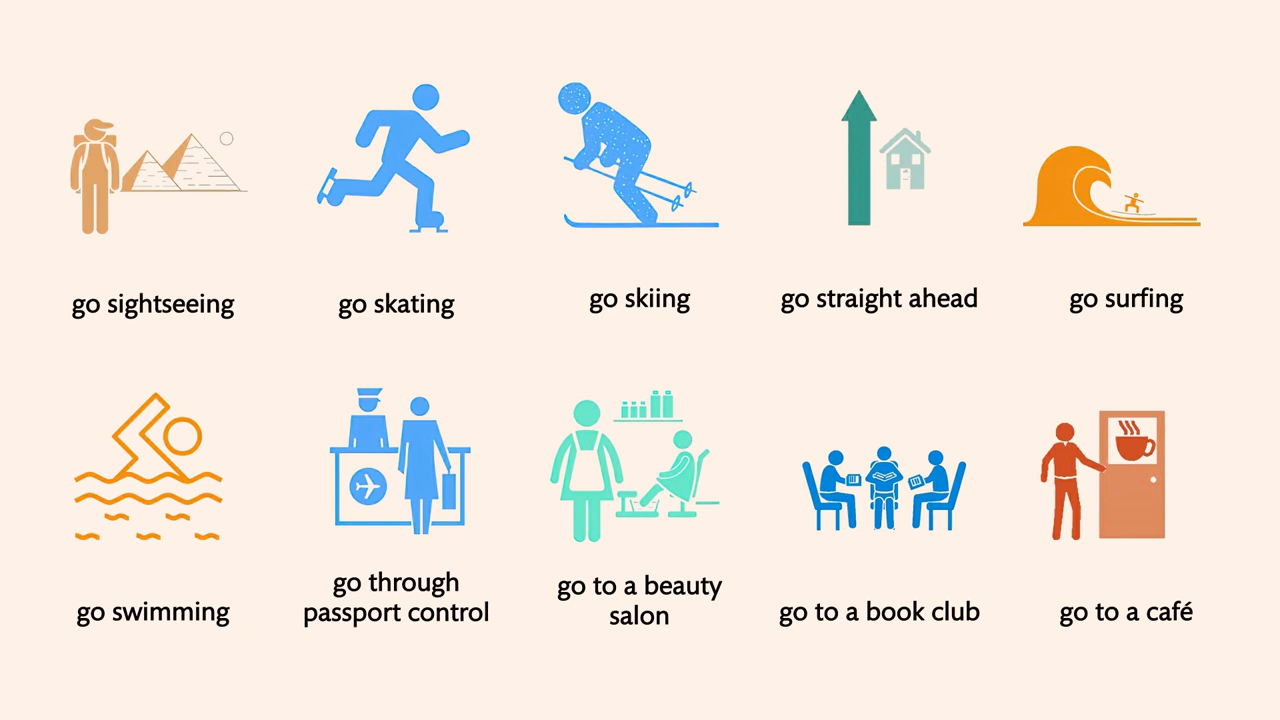 go sightseeing
go skating
go skiing
go straight ahead
go surfing
go swimming
go through
passport control
go to a beauty
salon
go to a book club
go to a café